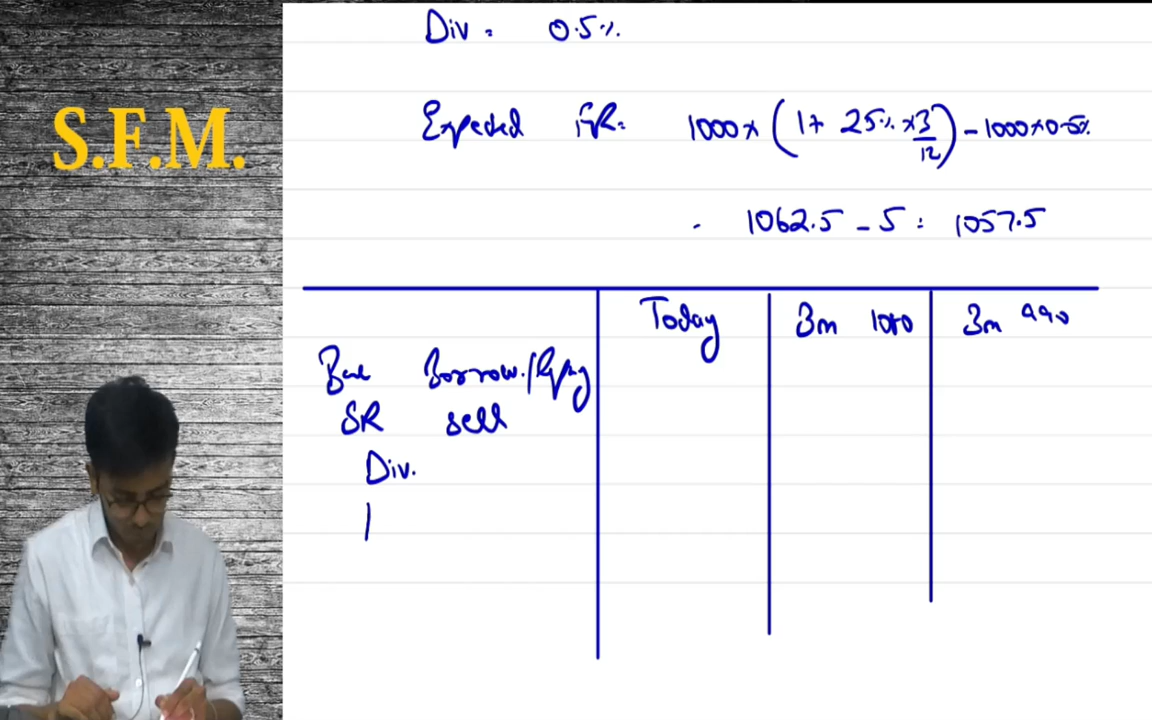 S.F.M.
Div = 0.5%
Expected FR = 1000 × (1 + 25% × 3/12) - 1000 × 0.5%
= 1062.5 - 5 = 1057.5
Today 3m 1010 3m 990
Borrow /
SR sell
Div.